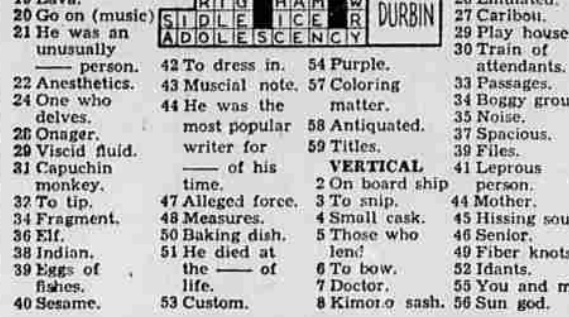 19 Lava.
20 Go on (music)
21 He was an
unusually
—— person.
22 Anesthetics.
24 One who
delves.
28 Onager.
29 Viscid fluid.
31 Capuchin
monkey.
32 To tip.
34 Fragment.
36 Elf.
38 Indian.
39 Eggs of
fishes.
40 Sesame.
RIG HAM W
SIDLE ICE R
ADOLESCENCY
DURBIN
42 To dress in.
43 Muscial note.
44 He was the
most popular
writer for
—— of his
time.
47 Alleged force.
48 Measures.
50 Baking dish.
51 He died at
the —— of
life.
53 Custom.
54 Purple.
57 Coloring
matter.
58 Antiquated.
59 Titles.
VERTICAL
2 On board ship
3 To snip.
4 Small cask.
5 Those who
lend
6 To bow.
7 Doctor.
8 Kimono sash.
26 Emulated.
27 Caribou.
29 Play house
30 Train of
attendants.
33 Passages.
34 Boggy grou
35 Noise.
37 Spacious.
39 Files.
41 Leprous
person.
44 Mother.
45 Hissing sou
46 Senior.
49 Fiber knots
52 Idants.
55 You and m
56 Sun god.